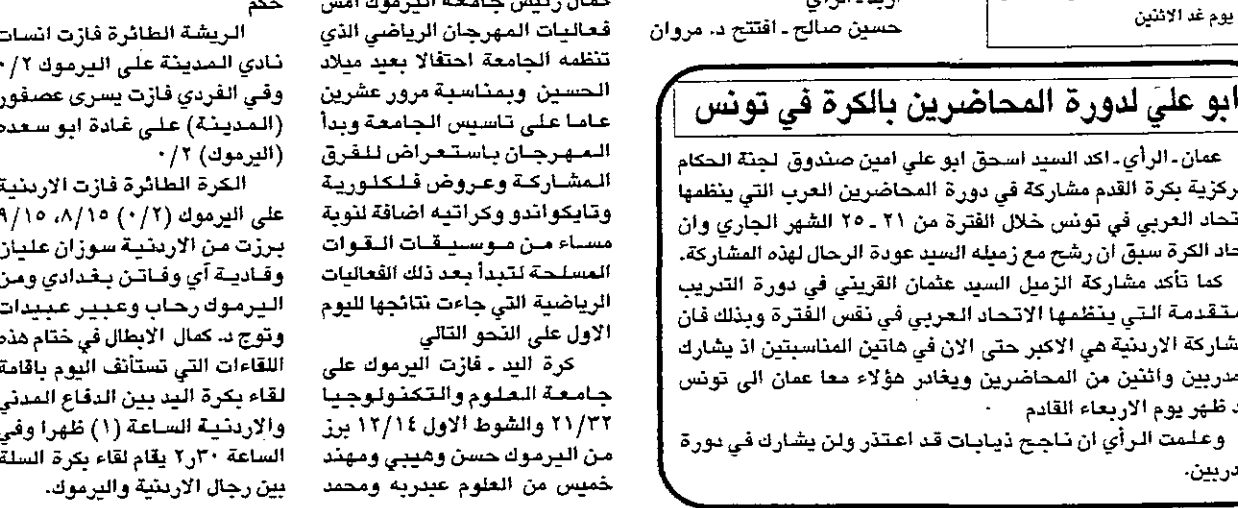 يوم غد الاثنين
ابو علي لدورة المحاضرين بالكرة في تونس
عمان ـ الرأي ـ اكد السيد اسحق ابو علي امين صندوق لجنة الحكام
ركزية بكرة القدم مشاركة في دورة المحاضرين العرب التي ينظمها
تحاد العربي في تونس خلال الفترة من ٢١ ـ ٢٥ الشهر الجاري وان
حاد الكرة سبق ان رشح مع زميله السيد عودة الرحال لهذه المشاركة.
كما تأكد مشاركة الزميل السيد عثمان القريني في دورة التدريب
متقدمة التي ينظمها الاتحاد العربي في نفس الفترة وبذلك فان
شاركة الاردنية هي الاكبر حتى الان في هاتين المناسبتين اذ يشارك
مدربين واثنين من المحاضرين ويغادر هؤلاء معا عمان الى تونس
د ظهر يوم الاربعاء القادم
وعلمت الرأي ان ناجح ذيابات قد اعتذر ولن يشارك في دورة
دربين.
حسين صالح ـ افتتح د. مروان
كمال رئيس جامعة اليرموك امس
فعاليات المهرجان الرياضي الذي
تنظمه الجامعة احتفالا بعيد ميلاد
الحسين وبمناسبة مرور عشرين
عاما على تاسيس الجامعة وبدأ
المهرجان باستعراض للفرق
المشاركة وعروض فلكلورية
وتايكواندو وكراتيه اضافة لنوبة
مساء من موسيقات القوات
المسلحة لتبدأ بعد ذلك الفعاليات
الرياضية التي جاءت نتائجها لليوم
الاول على النحو التالي
كرة اليد ـ فازت اليرموك على
جامعة العلوم والتكنولوجيا
٢١/٣٢ والشوط الاول ١٢/١٤ برز
من اليرموك حسن وهيبي ومهند
خميس من العلوم عبدربه ومحمد
حكم
الريشة الطائرة فازت انسات
نادي المدينة على اليرموك ٠/٢
وفي الفردي فازت يسرى عصفور
(المدينة) على غادة ابو سعده
(اليرموك) ٠/٢
الكرة الطائرة فازت الاردنية
على اليرموك (٠/٢) ٨/١٥، ٩/١٥
برزت من الاردنية سوزان عليان
وفادية آي وفاتن بغدادي ومن
اليرموك رحاب وعبير عبيدات
وتوج د. كمال الابطال في ختام هذه
اللقاءات التي تستأنف اليوم باقامة
لقاء بكرة اليد بين الدفاع المدني
والاردنية الساعة (١) ظهرا وفي
الساعة ٢٫٣٠ يقام لقاء بكرة السلة
بين رجال الاردنية واليرموك.